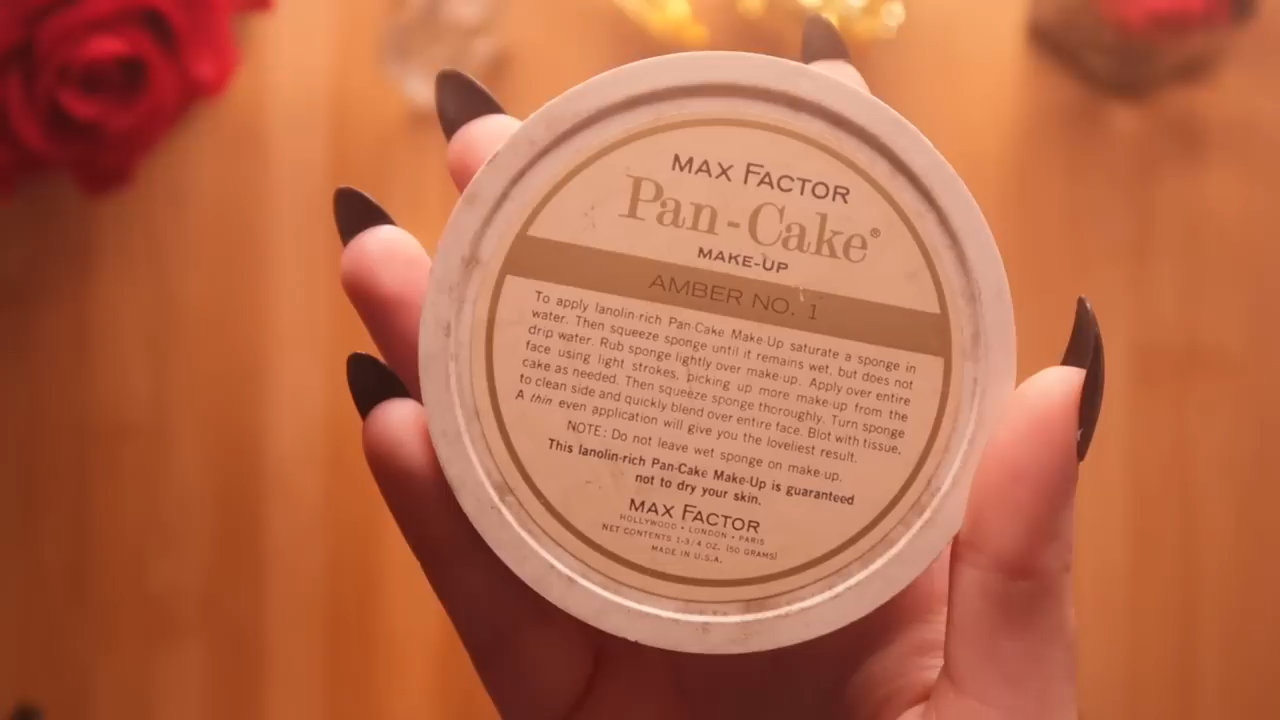 MAX FACTOR
Pan-Cake®
MAKE-UP
AMBER NO. 1
To apply lanolin-rich Pan-Cake Make-Up saturate a sponge in
water. Then squeeze sponge until it remains wet, but does not
drip water. Rub sponge lightly over make-up. Apply over entire
face using light strokes, picking up more make-up from the
cake as needed. Then squeeze sponge thoroughly. Turn sponge
to clean side and quickly blend over entire face. Blot with tissue.
A thin even application will give you the loveliest result.
NOTE: Do not leave wet sponge on make-up.
This lanolin-rich Pan-Cake Make-Up is guaranteed
not to dry your skin.
MAX FACTOR
HOLLYWOOD • LONDON • PARIS
NET CONTENTS 1-3/4 OZ. (50 GRAMS)
MADE IN U.S.A.